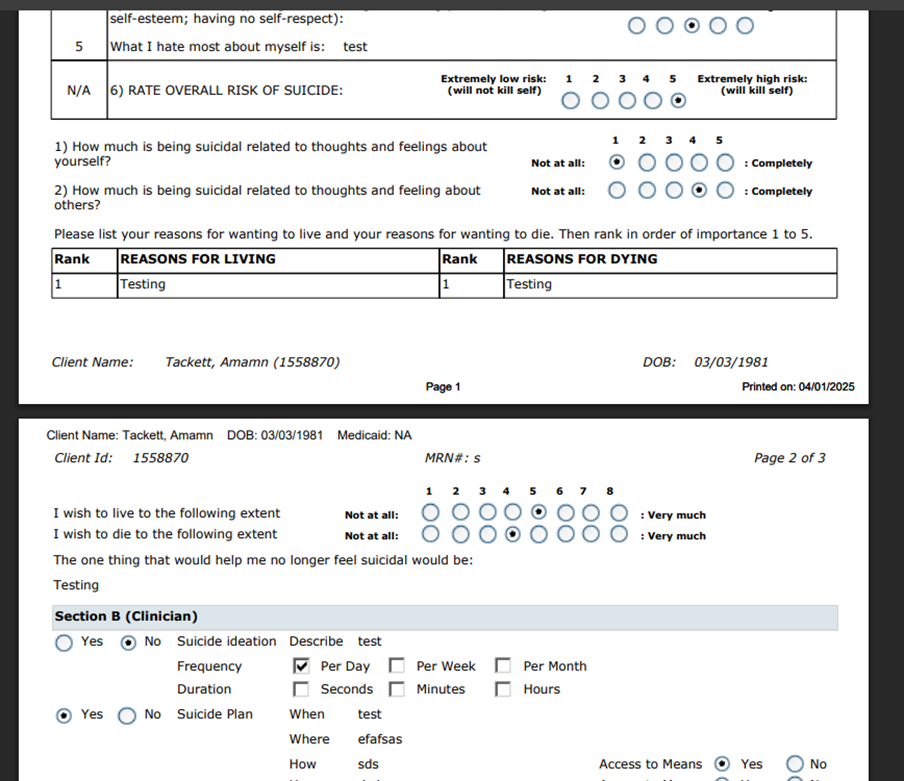 self-esteem; having no self-respect):
5 What I hate most about myself is: test
N/A 6) RATE OVERALL RISK OF SUICIDE: Extremely low risk: (will not kill self) 1 2 3 4 5 Extremely high risk: (will kill self)
1 2 3 4 5
1) How much is being suicidal related to thoughts and feelings about
yourself? Not at all: : Completely
2) How much is being suicidal related to thoughts and feeling about
others? Not at all: : Completely
Please list your reasons for wanting to live and your reasons for wanting to die. Then rank in order of importance 1 to 5.
Rank REASONS FOR LIVING Rank REASONS FOR DYING
1 Testing 1 Testing
Client Name: Tackett, Amamn (1558870) DOB: 03/03/1981
Page 1 Printed on: 04/01/2025
Client Name: Tackett, Amamn DOB: 03/03/1981 Medicaid: NA
Client Id: 1558870 MRN#: s Page 2 of 3
1 2 3 4 5 6 7 8
I wish to live to the following extent Not at all: : Very much
I wish to die to the following extent Not at all: : Very much
The one thing that would help me no longer feel suicidal would be:
Testing
Section B (Clinician)
Yes No Suicide ideation Describe test
Frequency Per Day Per Week Per Month
Duration Seconds Minutes Hours
Yes No Suicide Plan When test
Where efafsas
How sds Access to Means Yes No